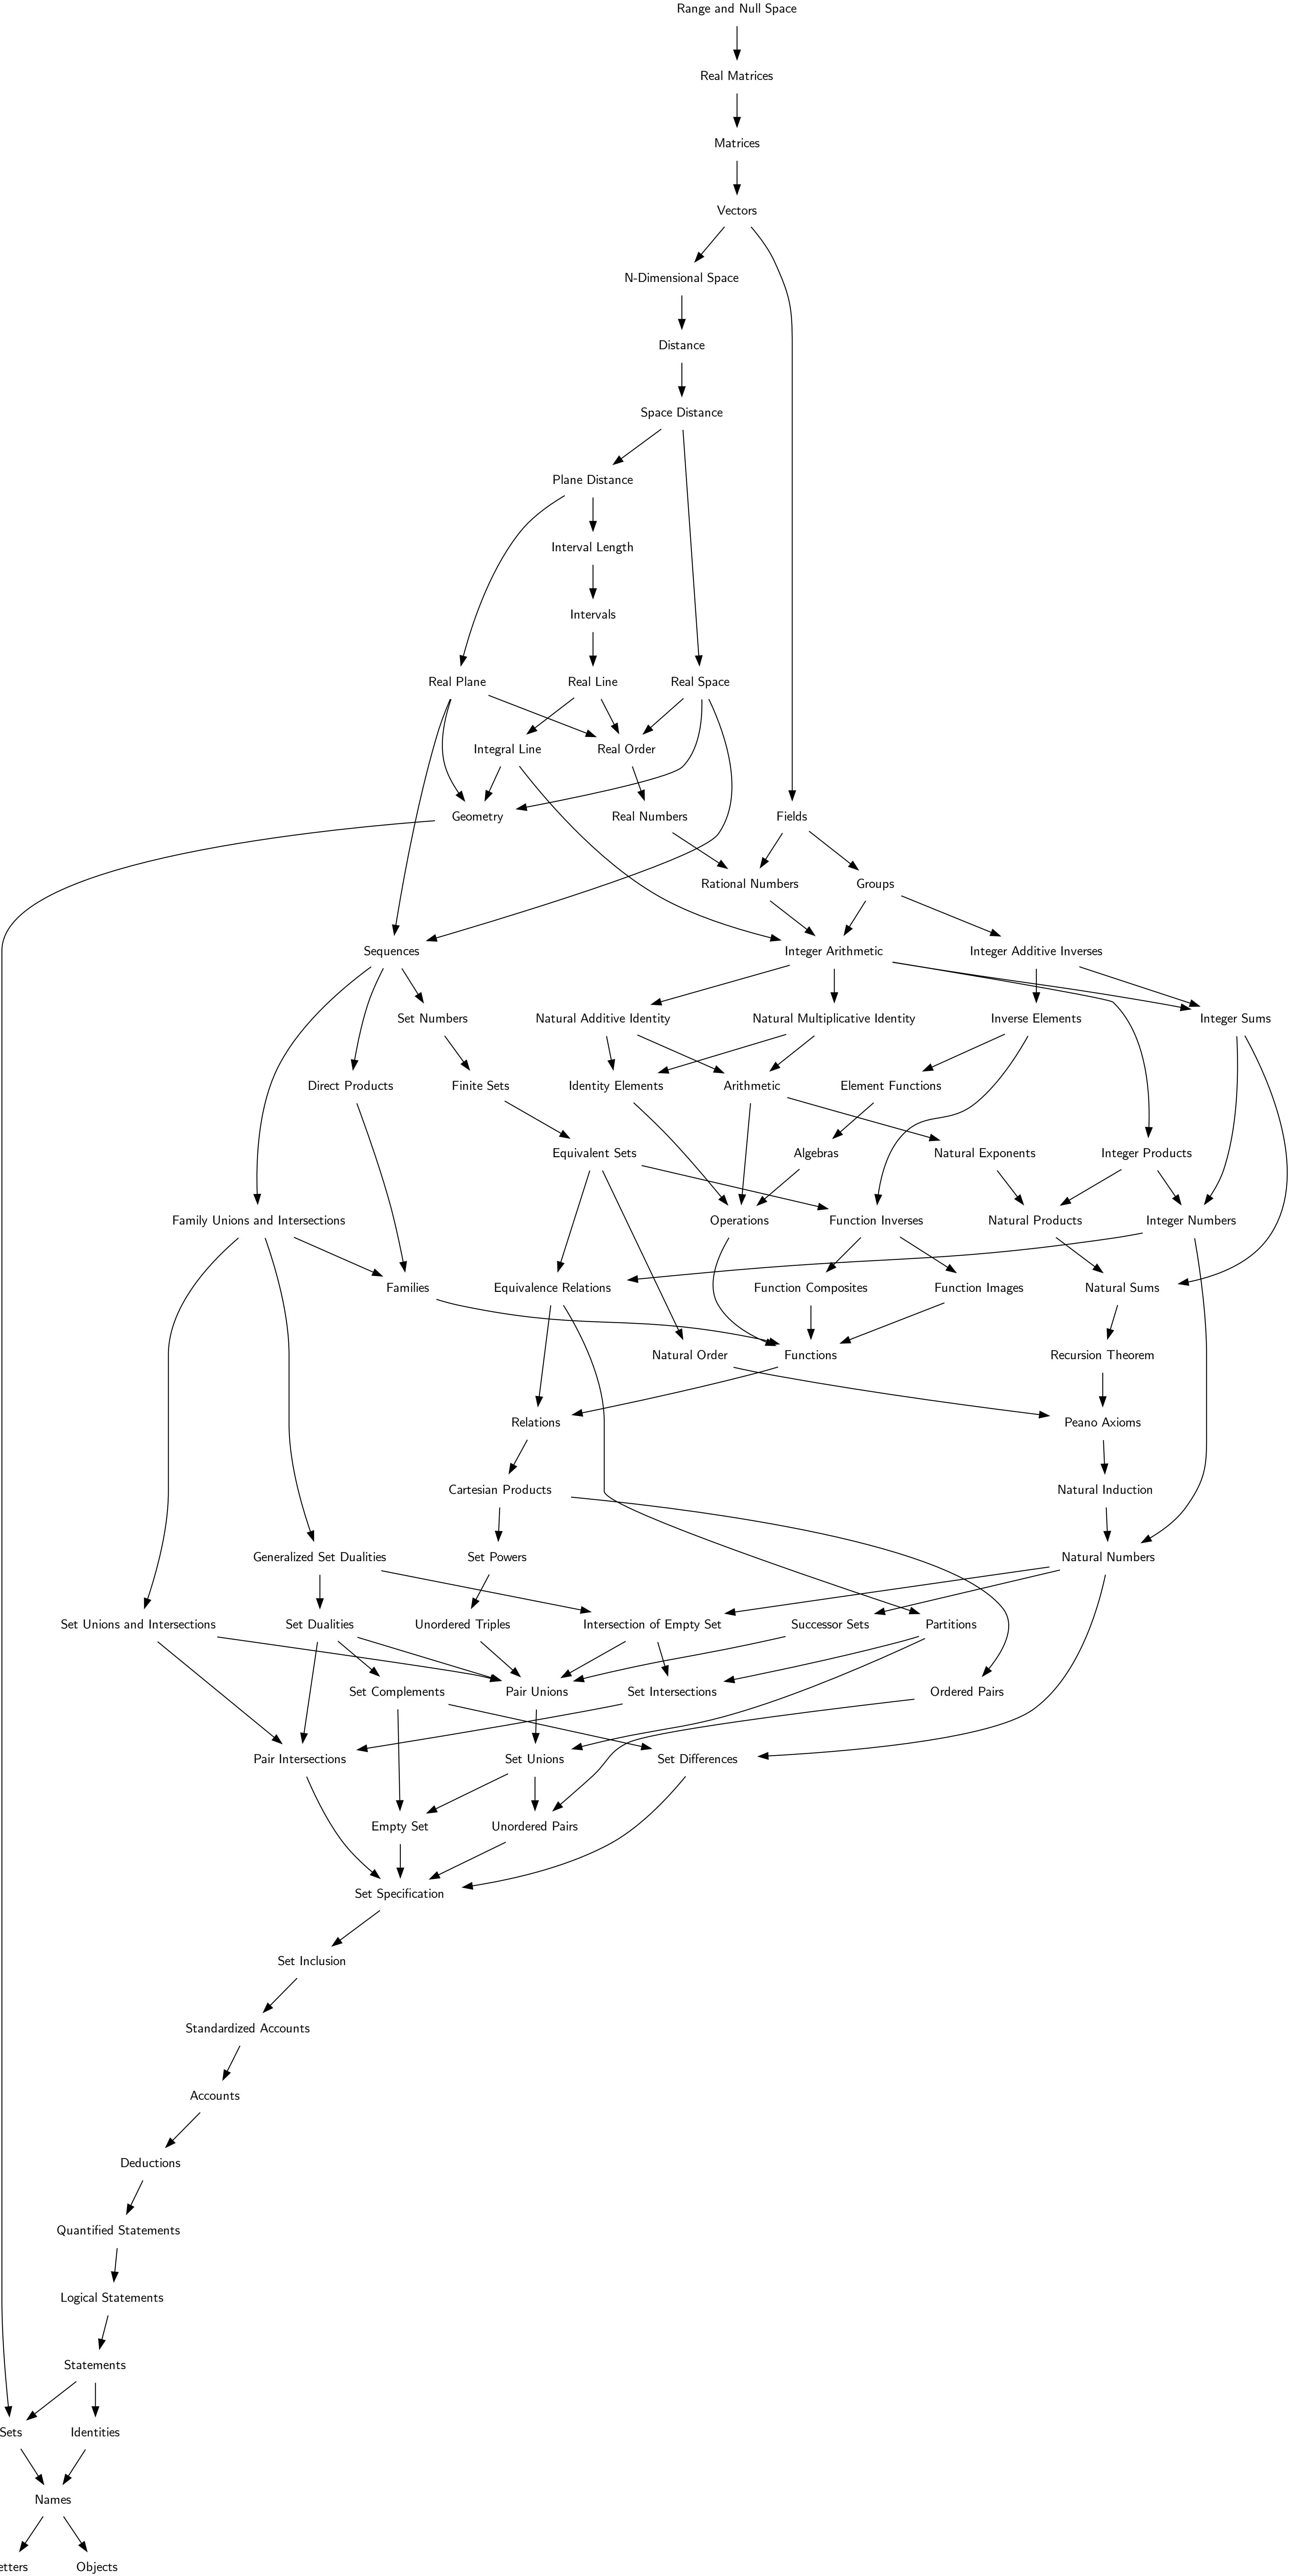 Range and Null Space
Real Matrices
Matrices
Vectors
N-Dimensional Space
Distance
Space Distance
Plane Distance
Interval Length
Intervals
Real Plane
Real Line
Real Space
Integral Line
Real Order
Geometry
Real Numbers
Fields
Rational Numbers
Groups
Sequences
Integer Arithmetic
Integer Additive Inverses
Set Numbers
Natural Additive Identity
Natural Multiplicative Identity
Inverse Elements
Integer Sums
Direct Products
Finite Sets
Identity Elements
Arithmetic
Element Functions
Equivalent Sets
Algebras
Natural Exponents
Integer Products
Family Unions and Intersections
Operations
Function Inverses
Natural Products
Integer Numbers
Families
Equivalence Relations
Function Composites
Function Images
Natural Sums
Natural Order
Functions
Recursion Theorem
Relations
Peano Axioms
Cartesian Products
Natural Induction
Generalized Set Dualities
Set Powers
Natural Numbers
Set Unions and Intersections
Set Dualities
Unordered Triples
Intersection of Empty Set
Successor Sets
Partitions
Set Complements
Pair Unions
Set Intersections
Ordered Pairs
Pair Intersections
Set Unions
Set Differences
Empty Set
Unordered Pairs
Set Specification
Set Inclusion
Standardized Accounts
Accounts
Deductions
Quantified Statements
Logical Statements
Statements
Sets
Identities
Names
etters
Objects